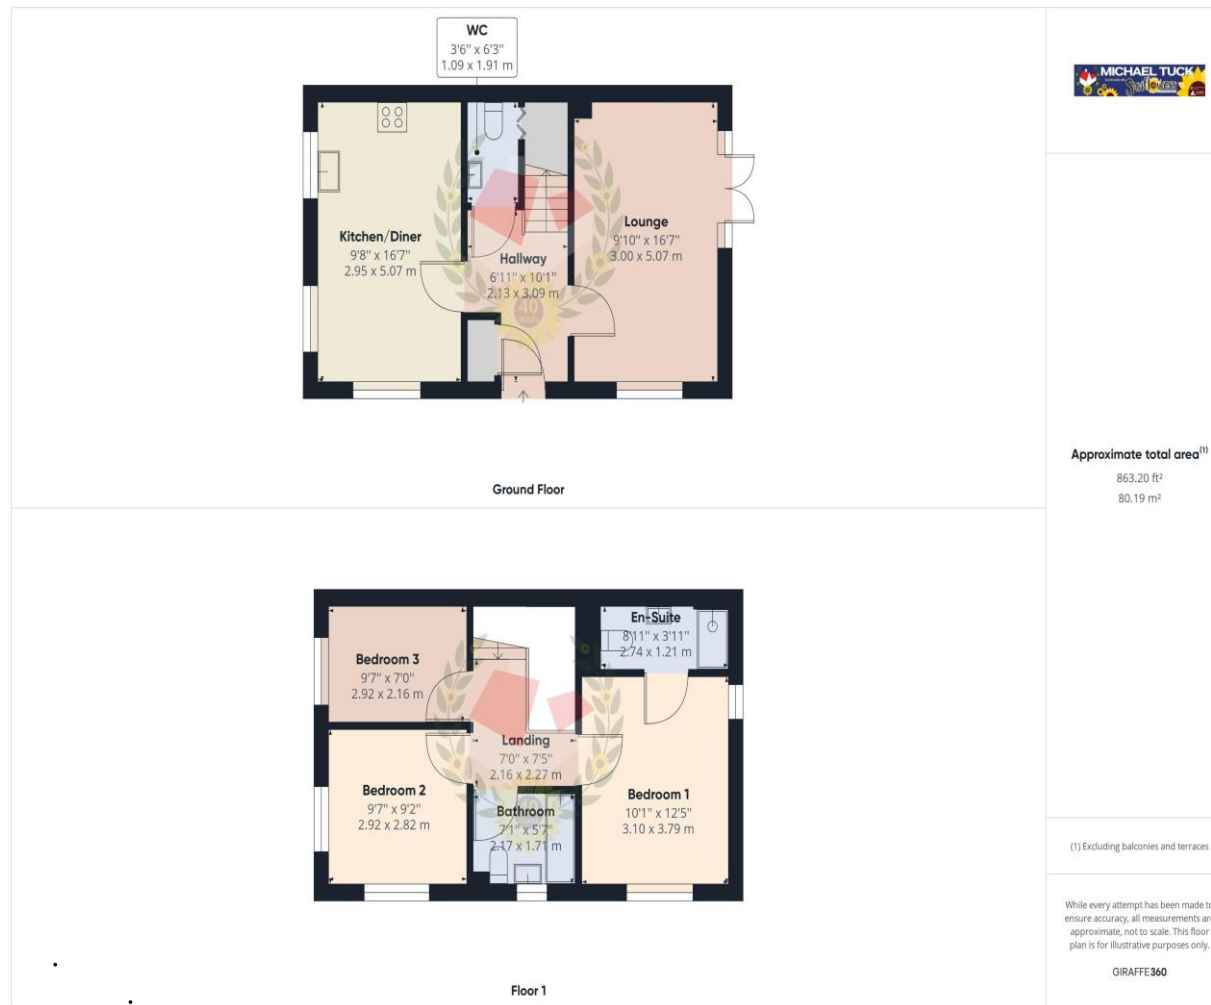 WC
3'6" x 6'3"
1.09 x 1.91 m
MICHAEL TUCK
Sunflowers
Kitchen/Diner
9'8" x 16'7"
2.95 x 5.07 m
Hallway
6'11" x 10'1"
2.13 x 3.09 m
40
Lounge
9'10" x 16'7"
3.00 x 5.07 m
Ground Floor
Approximate total area(1)
863.20 ft²
80.19 m²
Bedroom 3
9'7" x 7'0"
2.92 x 2.16 m
En-Suite
8'11" x 3'11"
2.74 x 1.21 m
Landing
7'0" x 7'5"
2.16 x 2.27 m
Bedroom 2
9'7" x 9'2"
2.92 x 2.82 m
Bathroom
7'1" x 5'7"
2.17 x 1.71 m
Bedroom 1
10'1" x 12'5"
3.10 x 3.79 m
Floor 1
(1) Excluding balconies and terraces
While every attempt has been made to
ensure accuracy, all measurements are
approximate, not to scale. This floor
plan is for illustrative purposes only.
GIRAFFE360